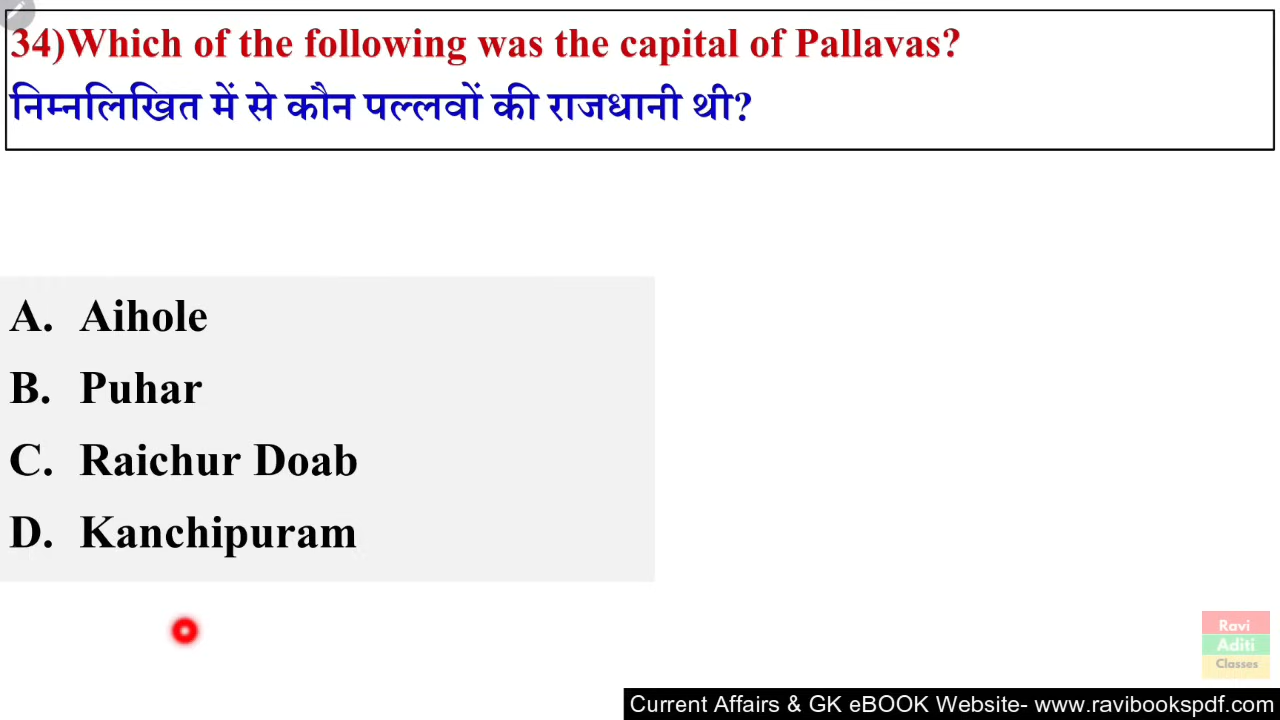 34)Which of the following was the capital of Pallavas?
निम्नलिखित में से कौन पल्लवों की राजधानी थी?
A. Aihole
B. Puhar
C. Raichur Doab
D. Kanchipuram
Ravi
Aditi
Classes
Current Affairs & GK eBOOK Website- www.ravibookspdf.com